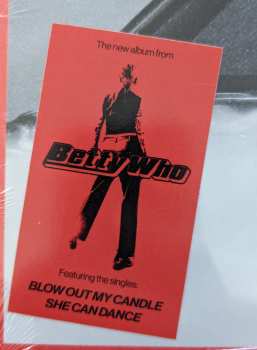 The new album from
Betty Who
Featuring the singles:
BLOW OUT MY CANDLE
SHE CAN DANCE